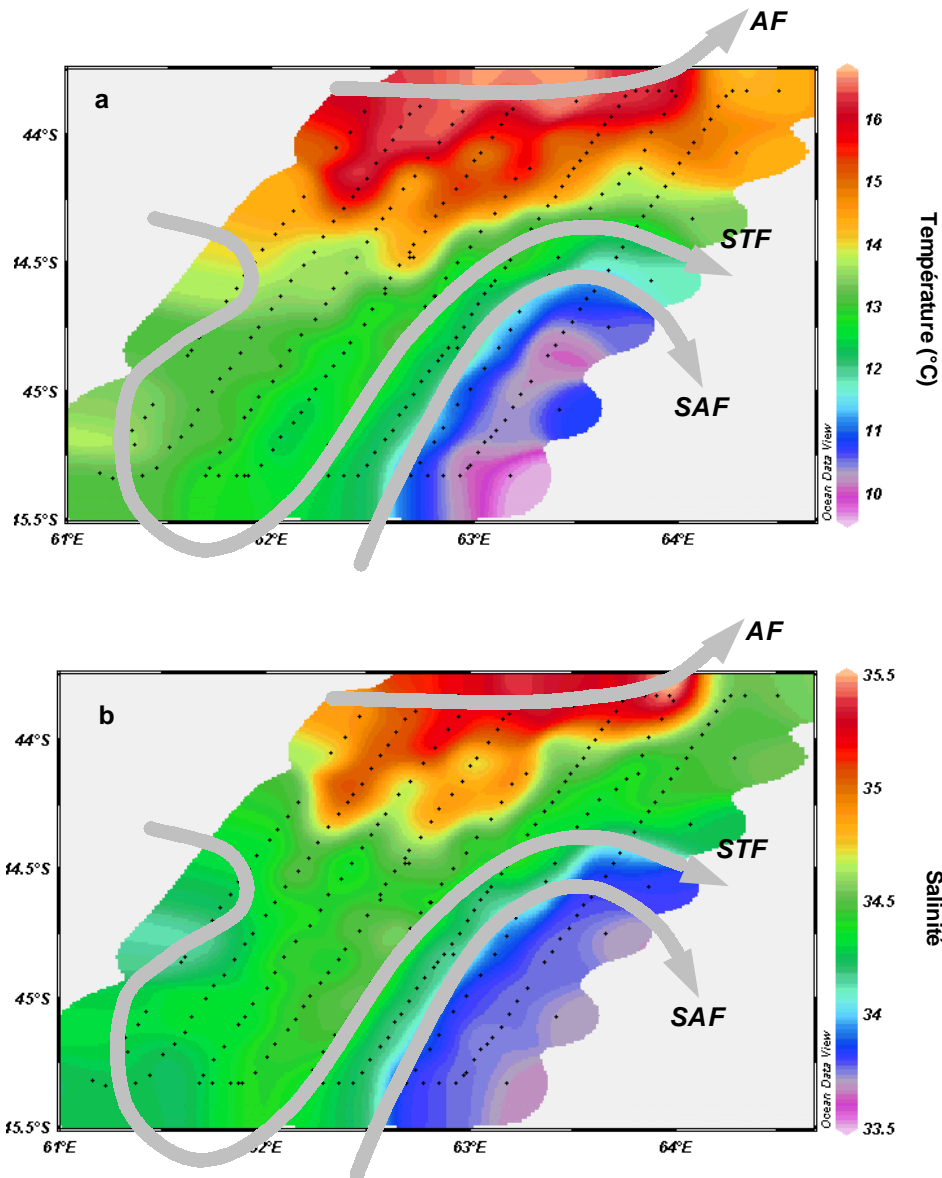 AF
a
44°S
14.5°S
45°S
15.5°S
61°E
62°E
63°E
64°E
STF
SAF
Ocean Data View
16
15
14
13
12
11
10
Température (°C)
AF
b
44°S
14.5°S
45°S
15.5°S
61°E
62°E
63°E
64°E
STF
SAF
Ocean Data View
35.5
35
34.5
34
33.5
Salinité